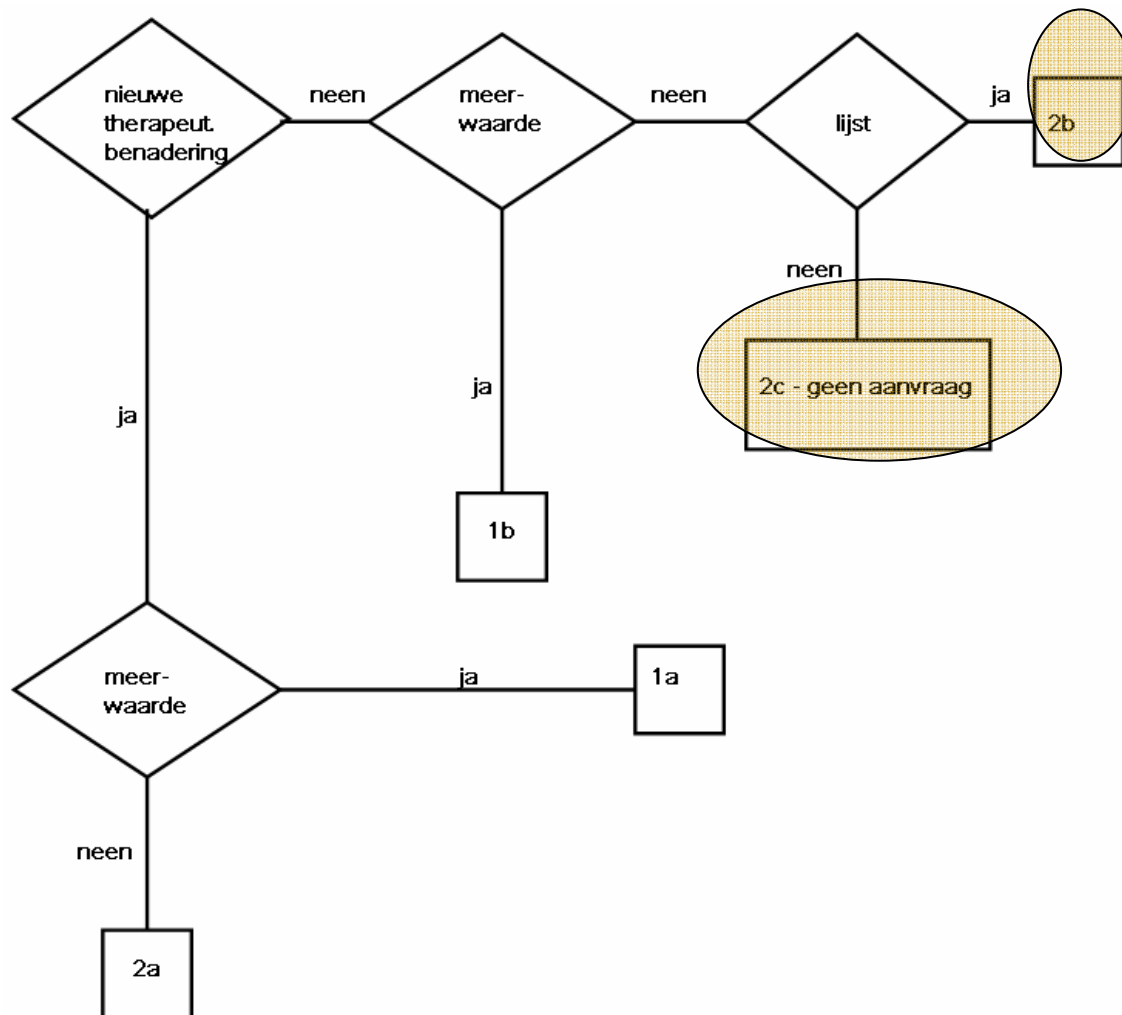 nieuwe
therapeut.
benadering
neen
meer-
waarde
neen
lijst
ja
2b
neen
2c - geen aanvraag
ja
ja
1b
meer-
waarde
ja
1a
neen
2a